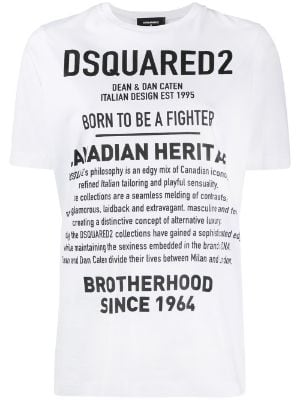 DSQUARED2
DEAN & DAN CATEN
ITALIAN DESIGN EST 1995
BORN TO BE A FIGHTER
ANADIAN HERITA
philosophy is an edgy mix of Canadian iconc
refined Italian tailoring and playful sensuality.
e collections are a seamless melding of contrasts
glamorous, laidback and extravagant, masculine and fem
creating a distinctive concept of alternative luxury.
the DSQUARED2 collections have gained a sophisticated
while maintaining the sexiness embedded in the brand DNA.
and Dan Caten divide their lives between Milan and
BROTHERHOOD
SINCE 1964